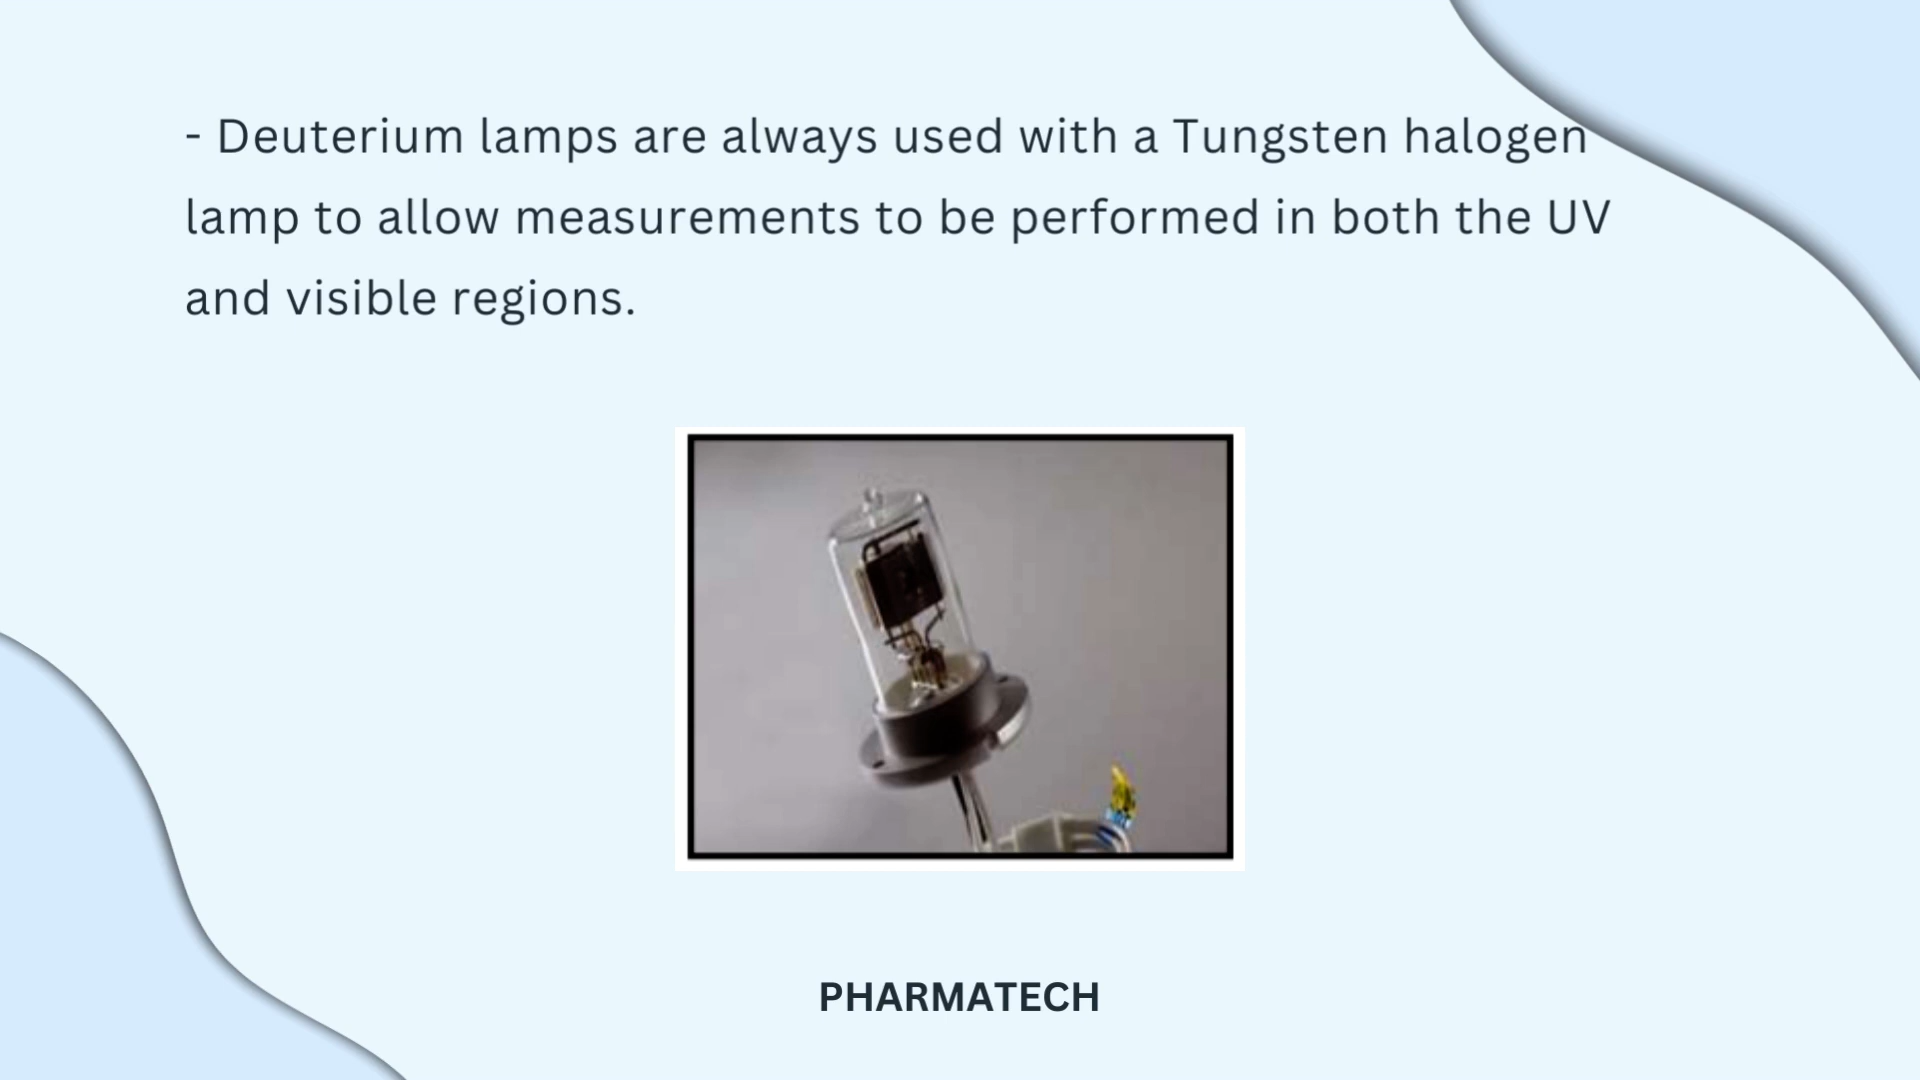 - Deuterium lamps are always used with a Tungsten halogen
lamp to allow measurements to be performed in both the UV
and visible regions.
PHARMATECH